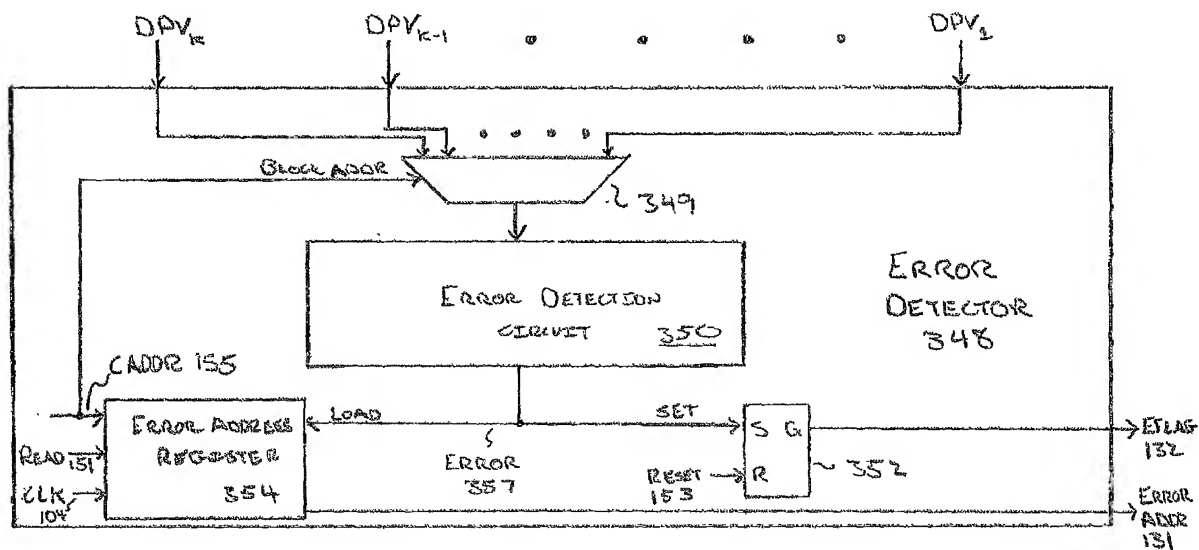 DPVK
DPVK-1
DPV1
BLOCK ADDR
349
ERROR DETECTION
CIRCUIT 350
ERROR
DETECTOR
348
CADDR 155
ERROR ADDRESS
REGISTER
354
READ 151
CLK
104
LOAD
ERROR
357
SET
S Q
R
RESET
153
352
EFLAG
132
ERROR
ADDR
131